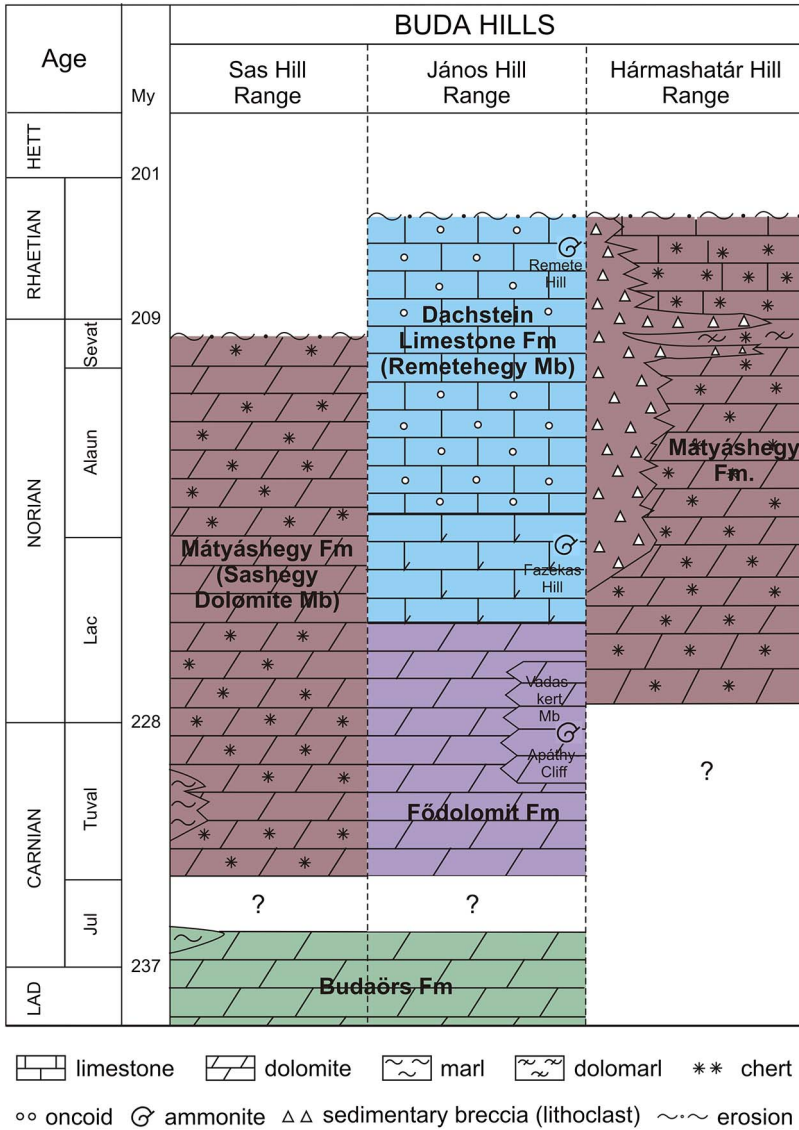 BUDA HILLS
Age
My
Sas Hill
Range
János Hill
Range
Hármashatár Hill
Range
HETT
201
RHAETIAN
209
NORIAN
Sevat
Alaun
Lac
228
CARNIAN
Tuval
Jul
237
LAD
Mátyáshegy Fm
(Sashegy
Dolomite Mb)
Remete
Hill
Dachstein
Limestone Fm
(Remetehegy Mb)
Fazekas
Hill
Vadas
kert
Mb
Apáthy
Cliff
Fődolomit Fm
Mátyáshegy
Fm.
?
?
?
Budaörs Fm
limestone
dolomite
marl
dolomarl
chert
oncoid
ammonite
sedimentary breccia (lithoclast)
erosion